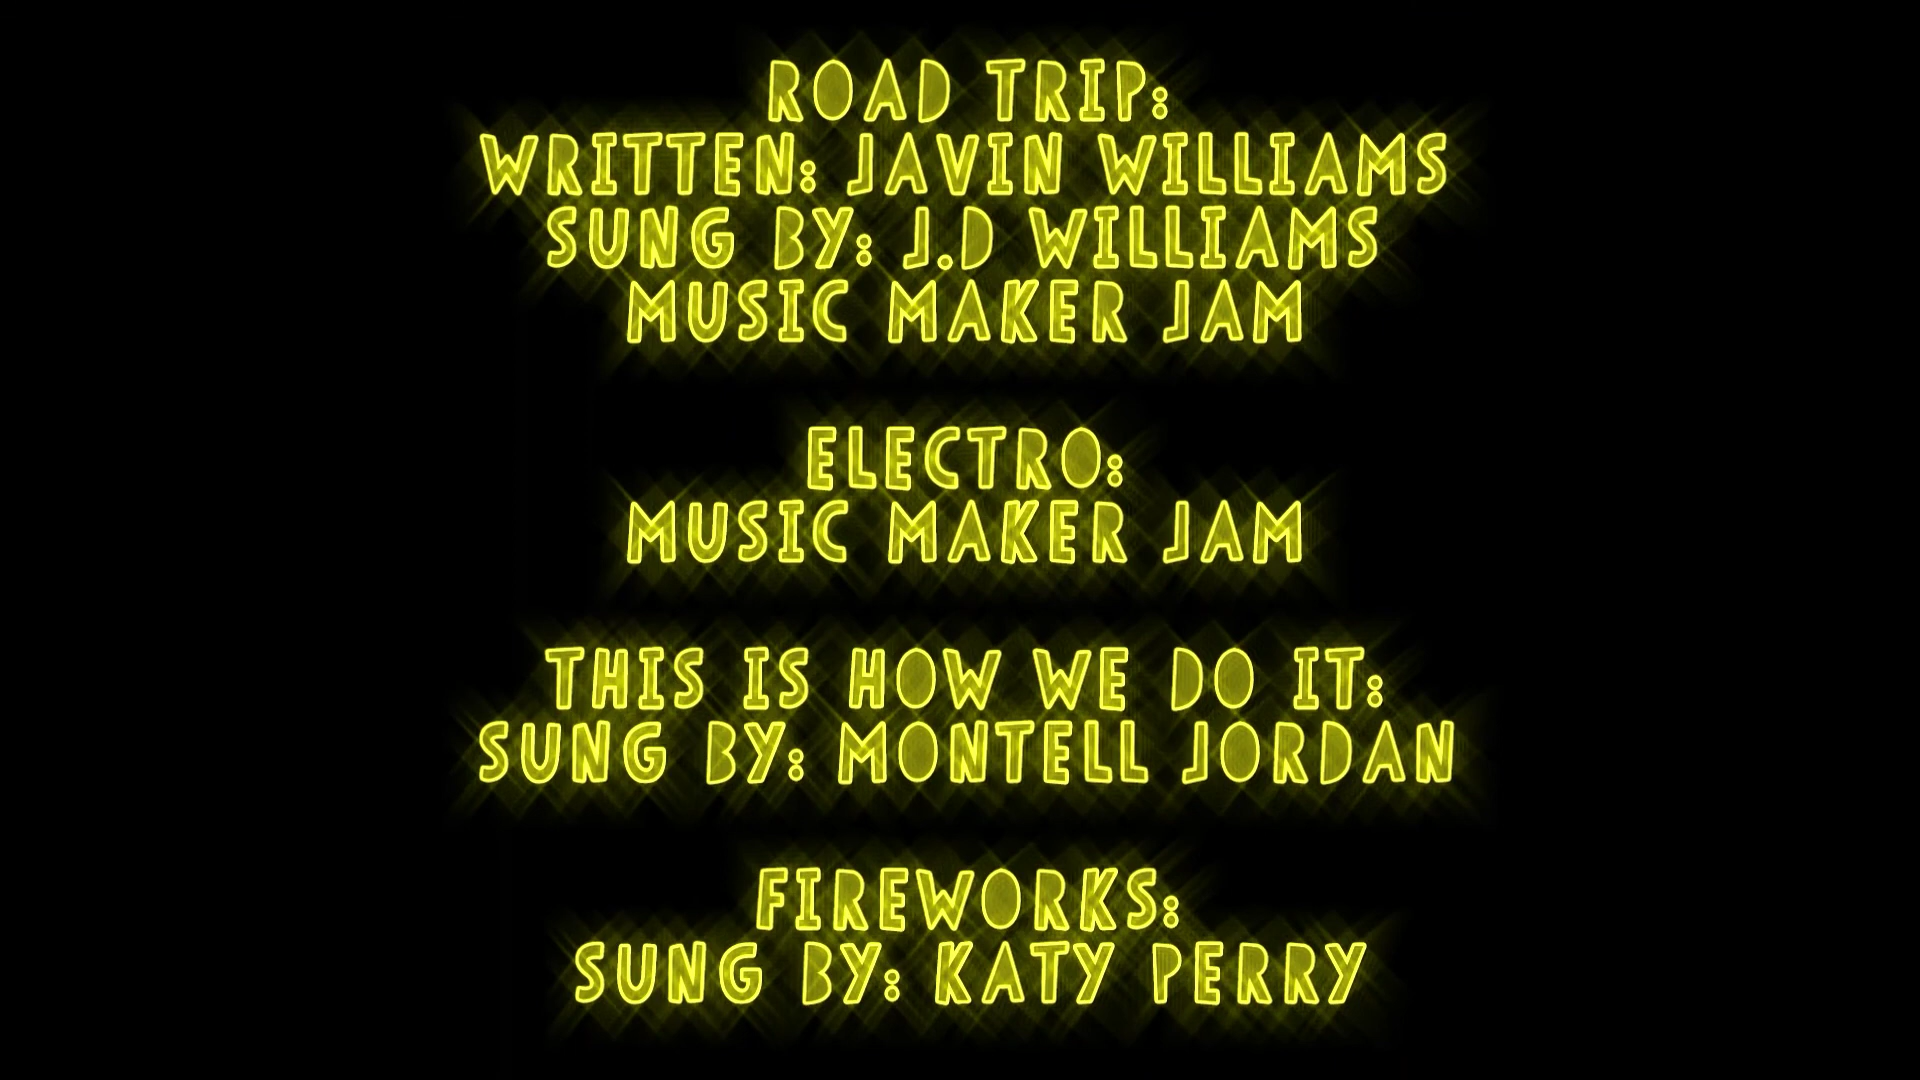 ROAD TRIP:
WRITTEN: JAVIN WILLIAMS
SUNG BY: J.D WILLIAMS
MUSIC MAKER JAM
ELECTRO:
MUSIC MAKER JAM
THIS IS HOW WE DO IT:
SUNG BY: MONTELL JORDAN
FIREWORKS:
SUNG BY: KATY PERRY